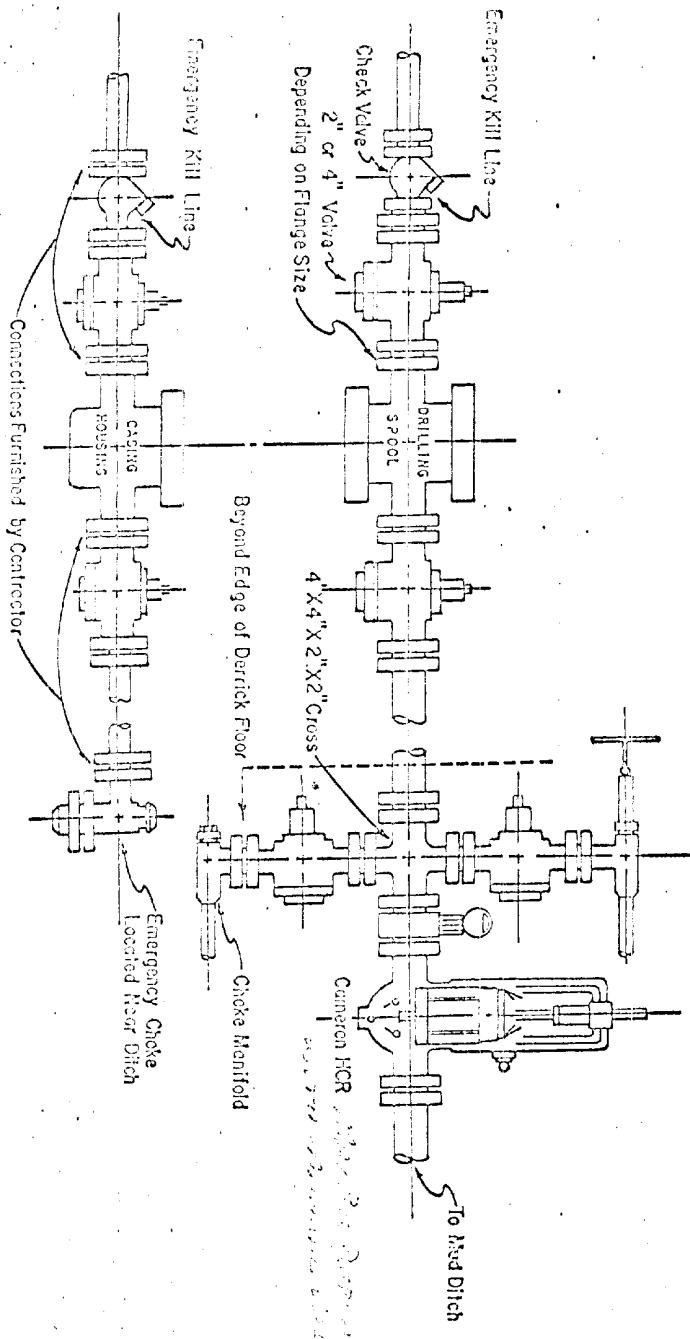 Emergency Kill Line
Check Valve
2" or 4" Valve
Depending on Flange Size
DRILLING
SPOOL
4"X4"X2"X2" Cross
Beyond Edge of Derrick Floor
To Mud Ditch
Cameron HCR
Choke Manifold
Emergency Kill Line
CASING
HOUSING
Connections Furnished by Contractor
Emergency Choke
Located Near Ditch